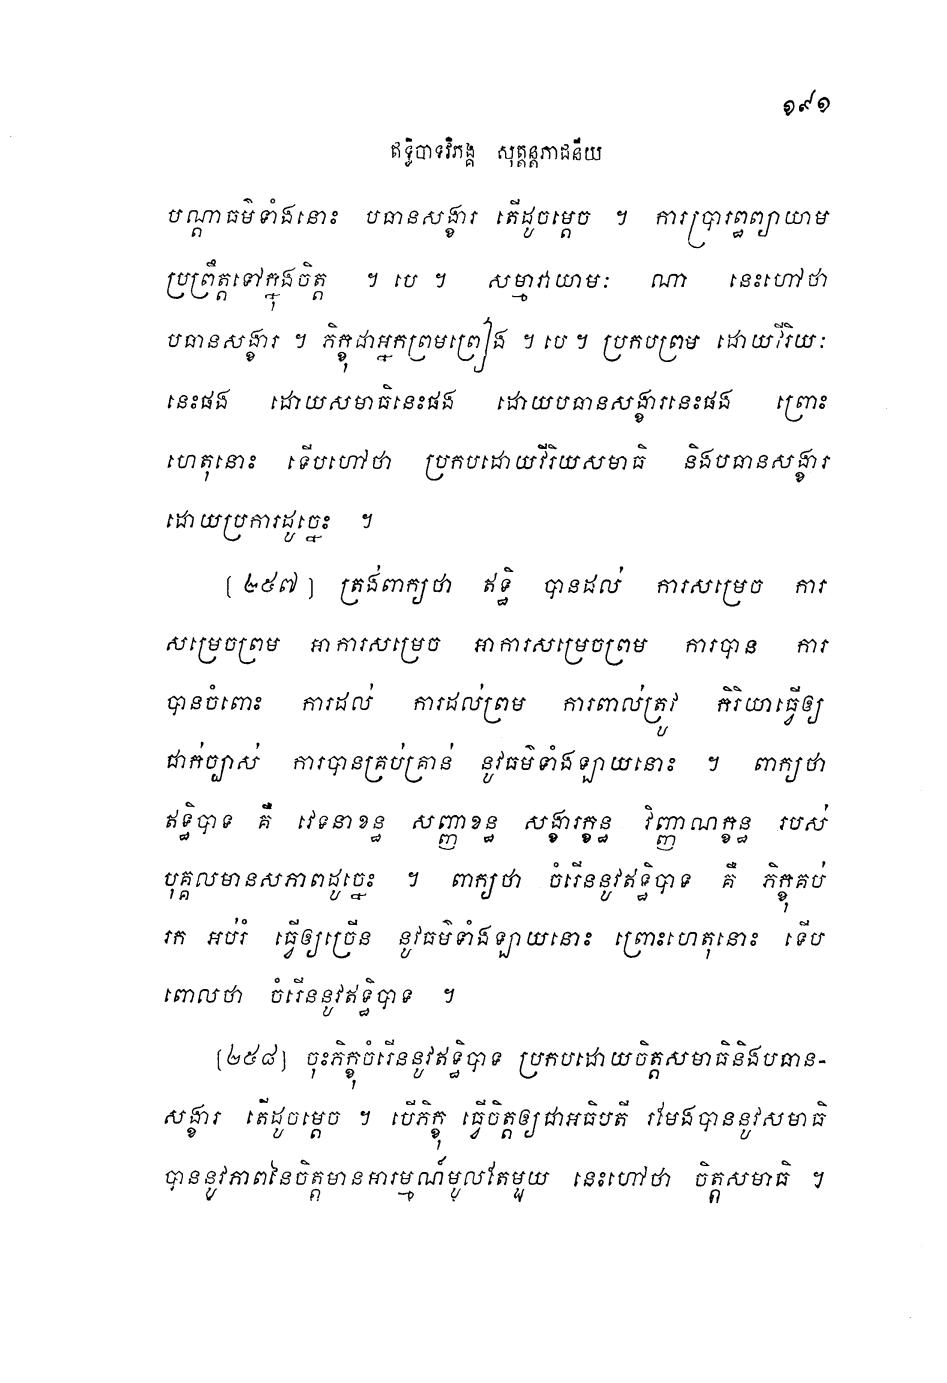 ១៩១
ឥទ្ធិបាទវិភង្គ សុត្តន្តភាជនីយ
បណ្តាធម៌ទាំងនោះ បធានសង្ខារ តើដូចម្តេច ។ ការប្រារព្ធព្យាយាម
ប្រព្រឹត្តទៅក្នុងចិត្ត ។ បេ ។ សម្មាវាយាមៈ ណា នេះហៅថា
បធានសង្ខារ ។ ភិក្ខុជាអ្នកព្រមព្រៀង ។ បេ ។ ប្រកបព្រម ដោយវីរិយៈ
នេះផង ដោយសមាធិនេះផង ដោយបធានសង្ខារនេះផង ព្រោះ
ហេតុនោះ ទើបហៅថា ប្រកបដោយវីរិយសមាធិ និងបធានសង្ខារ
ដោយប្រការដូច្នេះ ។
[២៥៧] ត្រង់ពាក្យថា ឥទ្ធិ បានដល់ ការសម្រេច ការ
សម្រេចព្រម អាការសម្រេច អាការសម្រេចព្រម ការបាន ការ
បានចំពោះ ការដល់ ការដល់ព្រម ការពាល់ត្រូវ កិរិយាធ្វើឲ្យ
ជាក់ច្បាស់ ការបានគ្រប់គ្រាន់ នូវធម៌ទាំងឡាយនោះ ។ ពាក្យថា
ឥទ្ធិបាទ គឺ វេទនាខន្ធ សញ្ញាខន្ធ សង្ខារក្ខន្ធ វិញ្ញាណក្ខន្ធ របស់
បុគ្គលមានសភាពដូច្នេះ ។ ពាក្យថា ចំរើននូវឥទ្ធិបាទ គឺ ភិក្ខុគប់
រក អប់រំ ធ្វើឲ្យច្រើន នូវធម៌ទាំងឡាយនោះ ព្រោះហេតុនោះ ទើប
ពោលថា ចំរើននូវឥទ្ធិបាទ ។
[២៥៨] ចុះភិក្ខុចំរើននូវឥទ្ធិបាទ ប្រកបដោយចិត្តសមាធិនិងបធាន-
សង្ខារ តើដូចម្តេច ។ បើភិក្ខុ ធ្វើចិត្តឲ្យជាអធិបតី រមែងបាននូវសមាធិ
បាននូវភាពនៃចិត្តមានអារម្មណ៍មូលតែមួយ នេះហៅថា ចិត្តសមាធិ ។